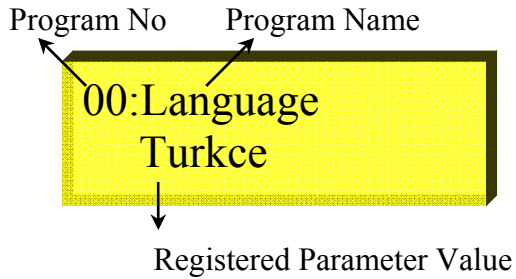 Program No Program Name
00:Language
Turkce
Registered Parameter Value